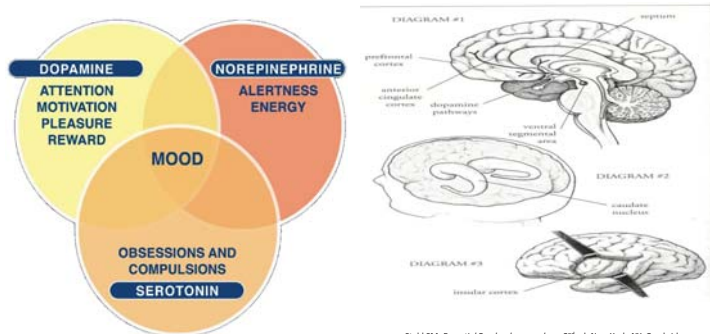 DOPAMINE
ATTENTION
MOTIVATION
PLEASURE
REWARD
NOREPINEPHRINE
ALERTNESS
ENERGY
MOOD
OBSESSIONS AND
COMPULSIONS
SEROTONIN
DIAGRAM #1
septum
prefrontal
cortex
anterior
cingulate
cortex
dopamine
pathways
ventral
segmental
area
DIAGRAM #2
caudate
nucleus
DIAGRAM #3
insular cortex